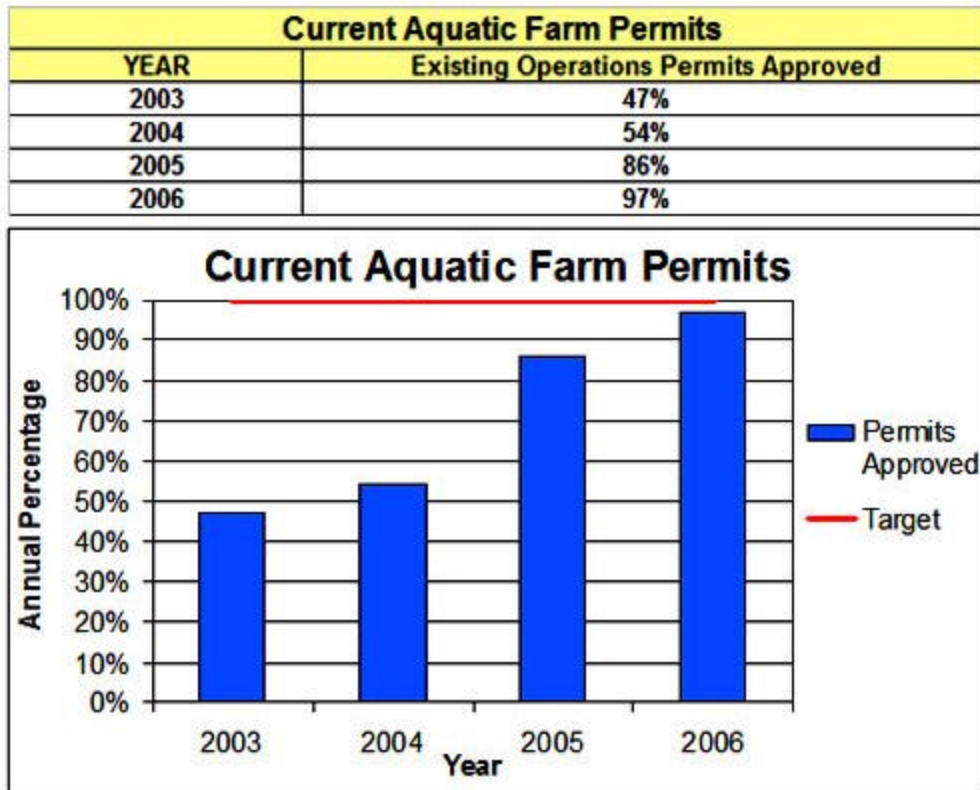 Current Aquatic Farm Permits
YEAR Existing Operations Permits Approved
2003 47%
2004 54%
2005 86%
2006 97%
Current Aquatic Farm Permits
100%
90%
80%
70%
60%
50%
40%
30%
20%
10%
0%
Annual Percentage
2003 2004 2005 2006
Year
Permits
Approved
Target